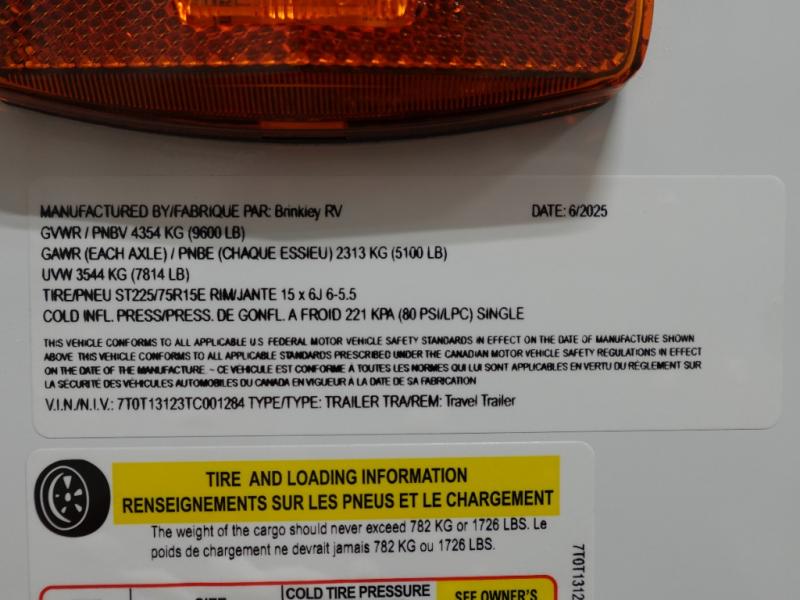 MANUFACTURED BY/FABRIQUE PAR: Brinkley RV DATE: 6/2025
GVWR / PNBV 4354 KG (9600 LB)
GAWR (EACH AXLE) / PNBE (CHAQUE ESSIEU) 2313 KG (5100 LB)
UVW 3544 KG (7814 LB)
TIRE/PNEU ST225/75R15E RIM/JANTE 15 x 6J 6-5.5
COLD INFL. PRESS/PRESS. DE GONFL. A FROID 221 KPA (80 PSI/LPC) SINGLE
THIS VEHICLE CONFORMS TO ALL APPLICABLE U.S FEDERAL MOTOR VEHICLE SAFETY STANDARDS IN EFFECT ON THE DATE OF MANUFACTURE SHOWN
ABOVE THIS VEHICLE CONFORMS TO ALL APPLICABLE STANDARDS PRESCRIBED UNDER THE CANADIAN MOTOR VEHICLE SAFETY REGULATIONS IN EFFECT
ON THE DATE OF THE MANUFACTURE. ~ CE VEHICULE EST CONFORME A TOUTES LES NORMES QUI LUI SONT APPLICABLES EN VERTU DU RÉGLEMENT SUR
LA SÉCURITÉ DES VEHICULES AUTOMOBILES DU CANADA EN VIGUEUR A LA DATE DE SA FABRICATION
V.I.N./N.I.V.: 7T0T13123TC001284 TYPE/TYPE: TRAILER TRA/REM: Travel Trailer
TIRE AND LOADING INFORMATION
RENSEIGNEMENTS SUR LES PNEUS ET LE CHARGEMENT
The weight of the cargo should never exceed 782 KG or 1726 LBS. Le
poids de chargement ne devrait jamais 782 KG ou 1726 LBS.
COLD TIRE PRESSURE
SEE OWNER'S
7T0T1312